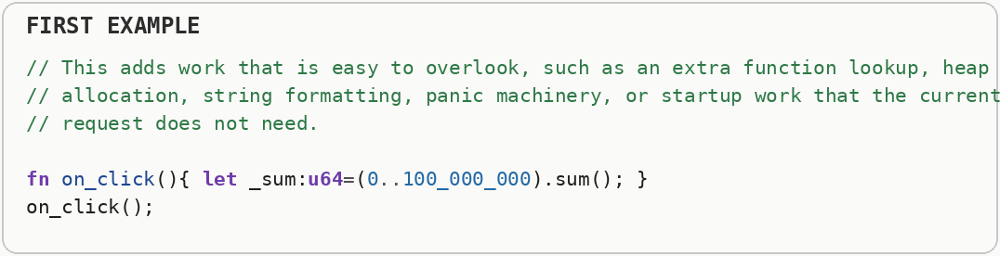 FIRST EXAMPLE
// This adds work that is easy to overlook, such as an extra function lookup, heap
// allocation, string formatting, panic machinery, or startup work that the current
// request does not need.
fn on_click(){ let _sum:u64=(0..100_000_000).sum(); }
on_click();